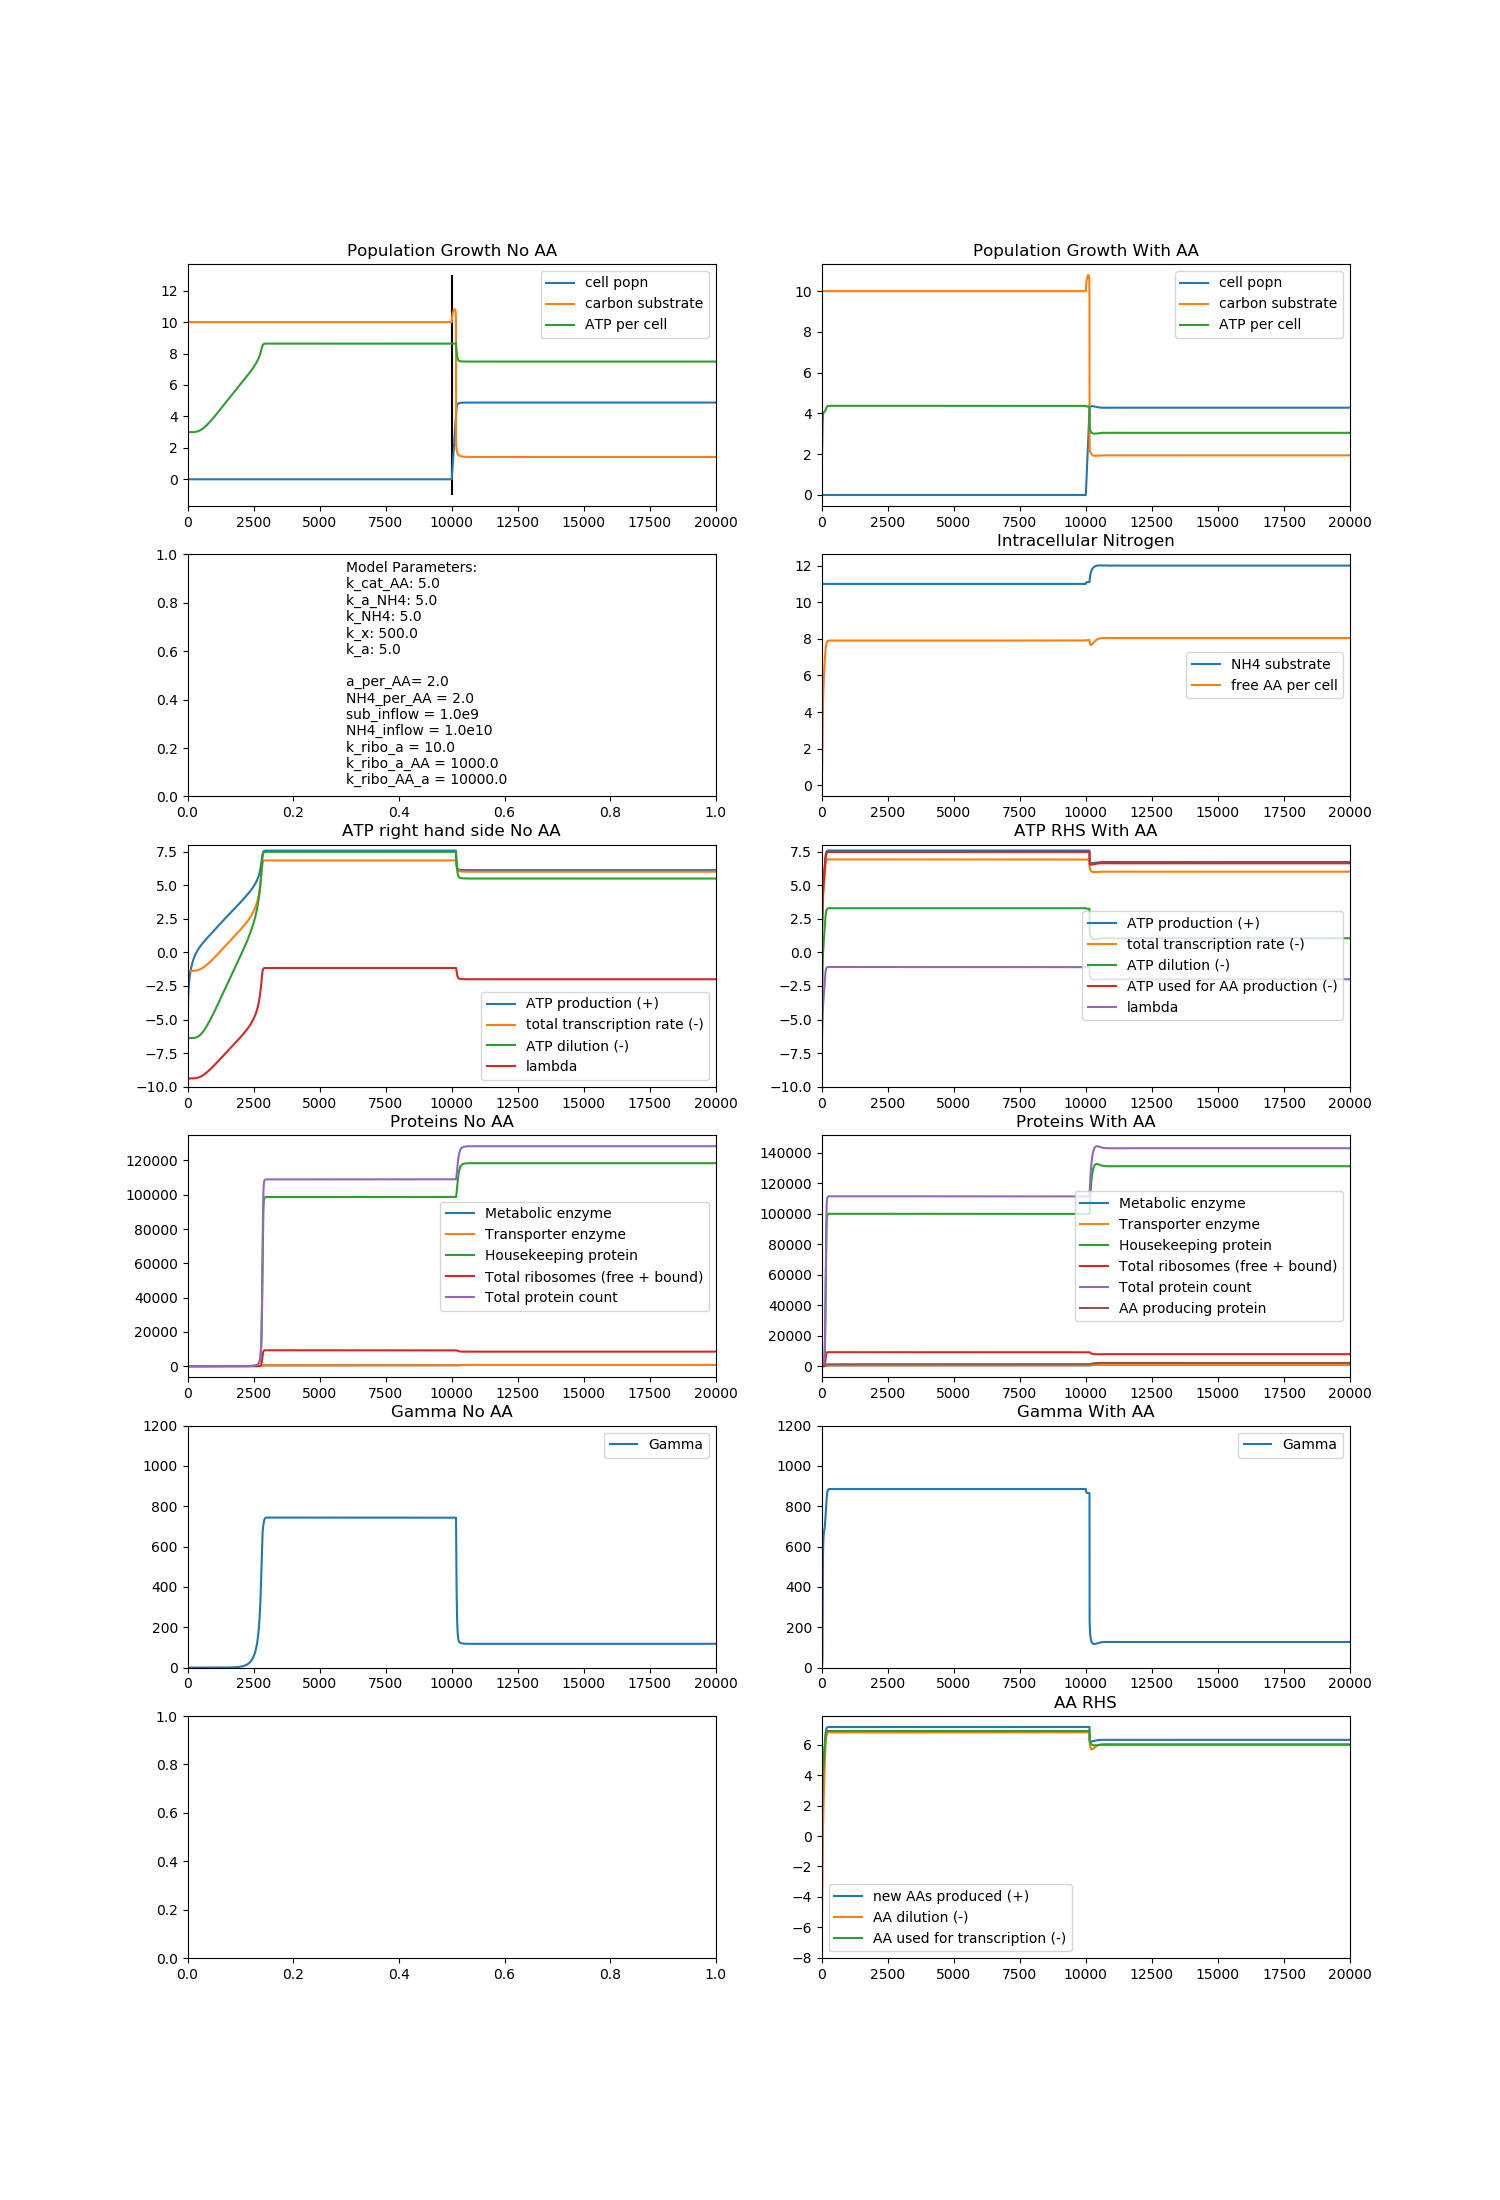 Population Growth No AA
12
10
8
6
4
2
0
cell popn
carbon substrate
ATP per cell
0 2500 5000 7500 10000 12500 15000 17500 20000
Population Growth With AA
10
8
6
4
2
0
cell popn
carbon substrate
ATP per cell
0 2500 5000 7500 10000 12500 15000 17500 20000
1.0
0.8
0.6
0.4
0.2
0.0
Model Parameters:
k_cat_AA: 5.0
k_a_NH4: 5.0
k_NH4: 5.0
k_x: 500.0
k_a: 5.0
a_per_AA= 2.0
NH4_per_AA = 2.0
sub_inflow = 1.0e9
NH4_inflow = 1.0e10
k_ribo_a = 10.0
k_ribo_a_AA = 1000.0
k_ribo_AA_a = 10000.0
0.0 0.2 0.4 0.6 0.8 1.0
Intracellular Nitrogen
12
10
8
6
4
2
0
NH4 substrate
free AA per cell
0 2500 5000 7500 10000 12500 15000 17500 20000
ATP right hand side No AA
7.5
5.0
2.5
0.0
−2.5
−5.0
−7.5
−10.0
ATP production (+)
total transcription rate (-)
ATP dilution (-)
lambda
0 2500 5000 7500 10000 12500 15000 17500 20000
ATP RHS With AA
7.5
5.0
2.5
0.0
−2.5
−5.0
−7.5
−10.0
ATP production (+)
total transcription rate (-)
ATP dilution (-)
ATP used for AA production (-)
lambda
0 2500 5000 7500 10000 12500 15000 17500 20000
Proteins No AA
120000
100000
80000
60000
40000
20000
0
Metabolic enzyme
Transporter enzyme
Housekeeping protein
Total ribosomes (free + bound)
Total protein count
0 2500 5000 7500 10000 12500 15000 17500 20000
Proteins With AA
140000
120000
100000
80000
60000
40000
20000
0
Metabolic enzyme
Transporter enzyme
Housekeeping protein
Total ribosomes (free + bound)
Total protein count
AA producing protein
0 2500 5000 7500 10000 12500 15000 17500 20000
Gamma No AA
1200
1000
800
600
400
200
0
Gamma
0 2500 5000 7500 10000 12500 15000 17500 20000
Gamma With AA
1200
1000
800
600
400
200
0
Gamma
0 2500 5000 7500 10000 12500 15000 17500 20000
1.0
0.8
0.6
0.4
0.2
0.0
0.0 0.2 0.4 0.6 0.8 1.0
AA RHS
6
4
2
0
−2
−4
−6
−8
new AAs produced (+)
AA dilution (-)
AA used for transcription (-)
0 2500 5000 7500 10000 12500 15000 17500 20000